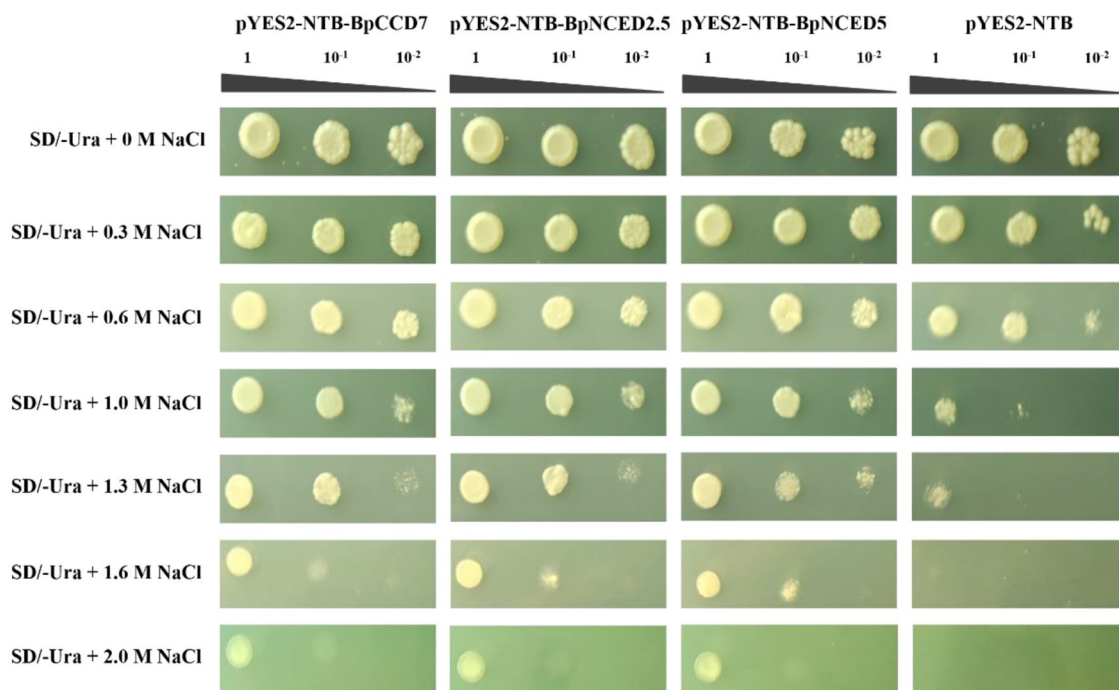 pYES2-NTB-BpCCD7 pYES2-NTB-BpNCED2.5 pYES2-NTB-BpNCED5 pYES2-NTB
1 10⁻¹ 10⁻² 1 10⁻¹ 10⁻² 1 10⁻¹ 10⁻² 1 10⁻¹ 10⁻²
SD/-Ura + 0 M NaCl
SD/-Ura + 0.3 M NaCl
SD/-Ura + 0.6 M NaCl
SD/-Ura + 1.0 M NaCl
SD/-Ura + 1.3 M NaCl
SD/-Ura + 1.6 M NaCl
SD/-Ura + 2.0 M NaCl